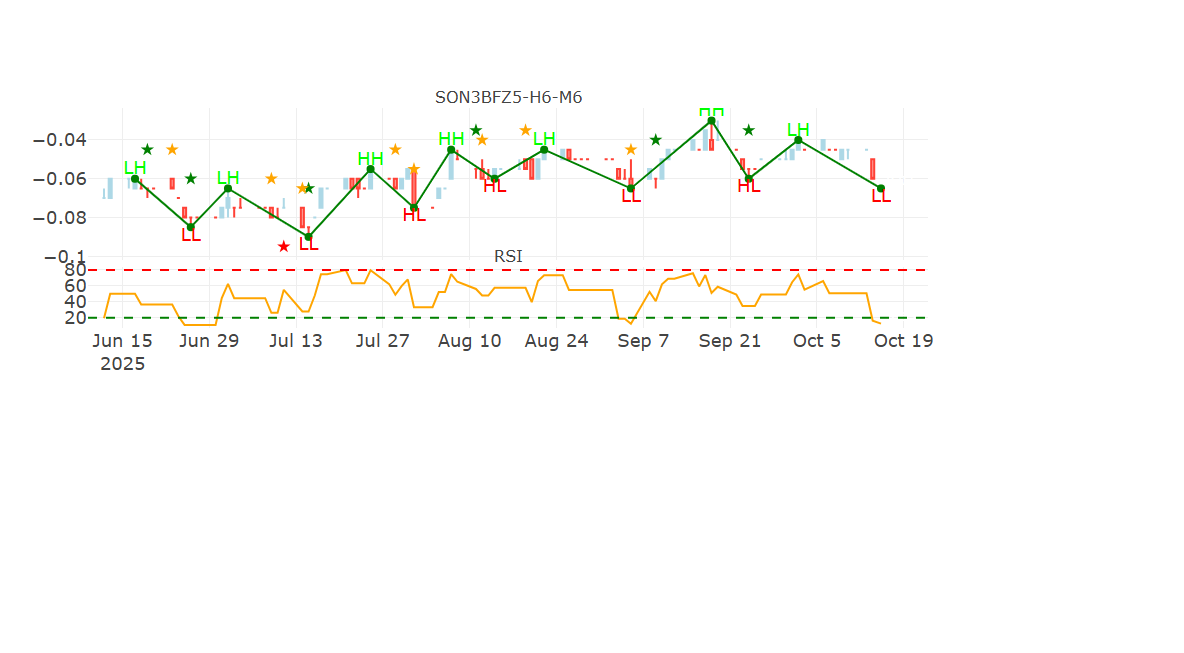 SON3BFZ5-H6-M6
HH
−0.04
LH
HH
LH
LH
HH
−0.06
LH
HL
HL
LL
LL
HL
−0.08
LL
LL
−0.1
RSI
80
60
40
20
Jun 15
2025
Jun 29
Jul 13
Jul 27
Aug 10
Aug 24
Sep 7
Sep 21
Oct 5
Oct 19